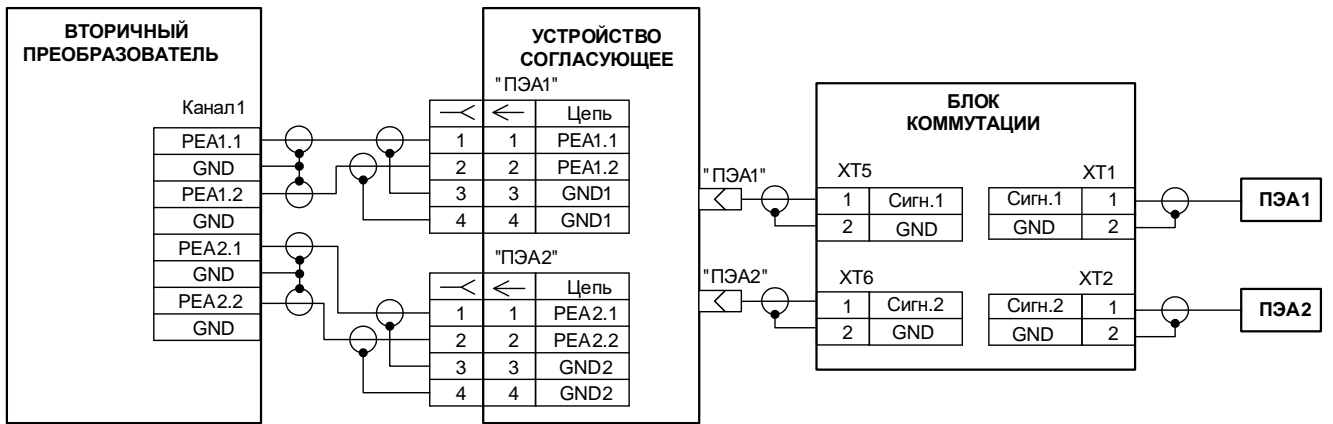 ВТОРИЧНЫЙ
ПРЕОБРАЗОВАТЕЛЬ
Канал1
PEA1.1
GND
PEA1.2
GND
PEA2.1
GND
PEA2.2
GND
УСТРОЙСТВО
СОГЛАСУЮЩЕЕ
"ПЭА1"
Цепь
1 1 PEA1.1
2 2 PEA1.2
3 3 GND1
4 4 GND1
"ПЭА2"
Цепь
1 1 PEA2.1
2 2 PEA2.2
3 3 GND2
4 4 GND2
"ПЭА1"
"ПЭА2"
БЛОК
КОММУТАЦИИ
XT5
1 Сигн.1
2 GND
XT1
Сигн.1 1
GND 2
XT6
1 Сигн.2
2 GND
XT2
Сигн.2 1
GND 2
ПЭА1
ПЭА2